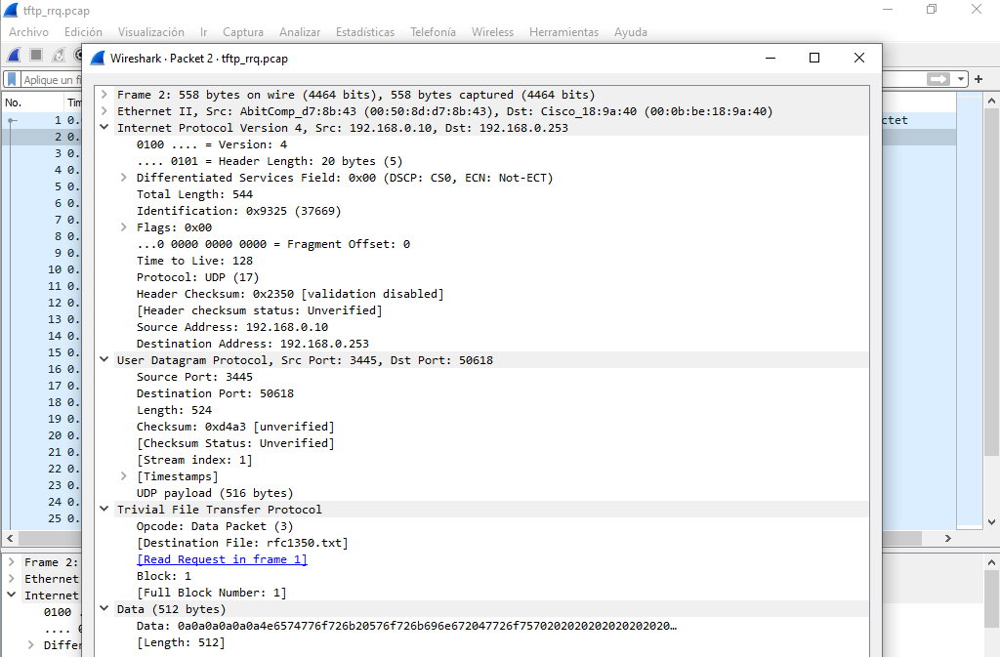 tftp_rrq.pcap
Archivo Edición Visualización Ir Captura Analizar Estadísticas Telefonía Wireless Herramientas Ayuda
Wireshark · Packet 2 · tftp_rrq.pcap
Aplique un
No.
1 0.
2 0.
3 0.
4 0.
5 0.
6 0.
7 0.
8 0.
9 0.
10 0.
11 0.
12 0.
13 0.
14 0.
15 0.
16 0.
17 0.
18 0.
19 0.
20 0.
21 0.
22 0.
23 0.
24 0.
25 0.
Frame 2:
Ethernet
Internet
0100
....
Frame 2: 558 bytes on wire (4464 bits), 558 bytes captured (4464 bits)
Ethernet II, Src: AbitComp_d7:8b:43 (00:50:8d:d7:8b:43), Dst: Cisco_18:9a:40 (00:0b:be:18:9a:40)
Internet Protocol Version 4, Src: 192.168.0.10, Dst: 192.168.0.253
0100 .... = Version: 4
.... 0101 = Header Length: 20 bytes (5)
Differentiated Services Field: 0x00 (DSCP: CS0, ECN: Not-ECT)
Total Length: 544
Identification: 0x9325 (37669)
Flags: 0x00
...0 0000 0000 0000 = Fragment Offset: 0
Time to Live: 128
Protocol: UDP (17)
Header Checksum: 0x2350 [validation disabled]
[Header checksum status: Unverified]
Source Address: 192.168.0.10
Destination Address: 192.168.0.253
User Datagram Protocol, Src Port: 3445, Dst Port: 50618
Source Port: 3445
Destination Port: 50618
Length: 524
Checksum: 0xd4a3 [unverified]
[Checksum Status: Unverified]
[Stream index: 1]
[Timestamps]
UDP payload (516 bytes)
Trivial File Transfer Protocol
Opcode: Data Packet (3)
[Destination File: rfc1350.txt]
[Read Request in frame 1]
Block: 1
[Full Block Number: 1]
Data (512 bytes)
Data: 0a0a0a0a0a0a4e6574776f726b20576f726b696e672047726f75702020202020202020…
[Length: 512]